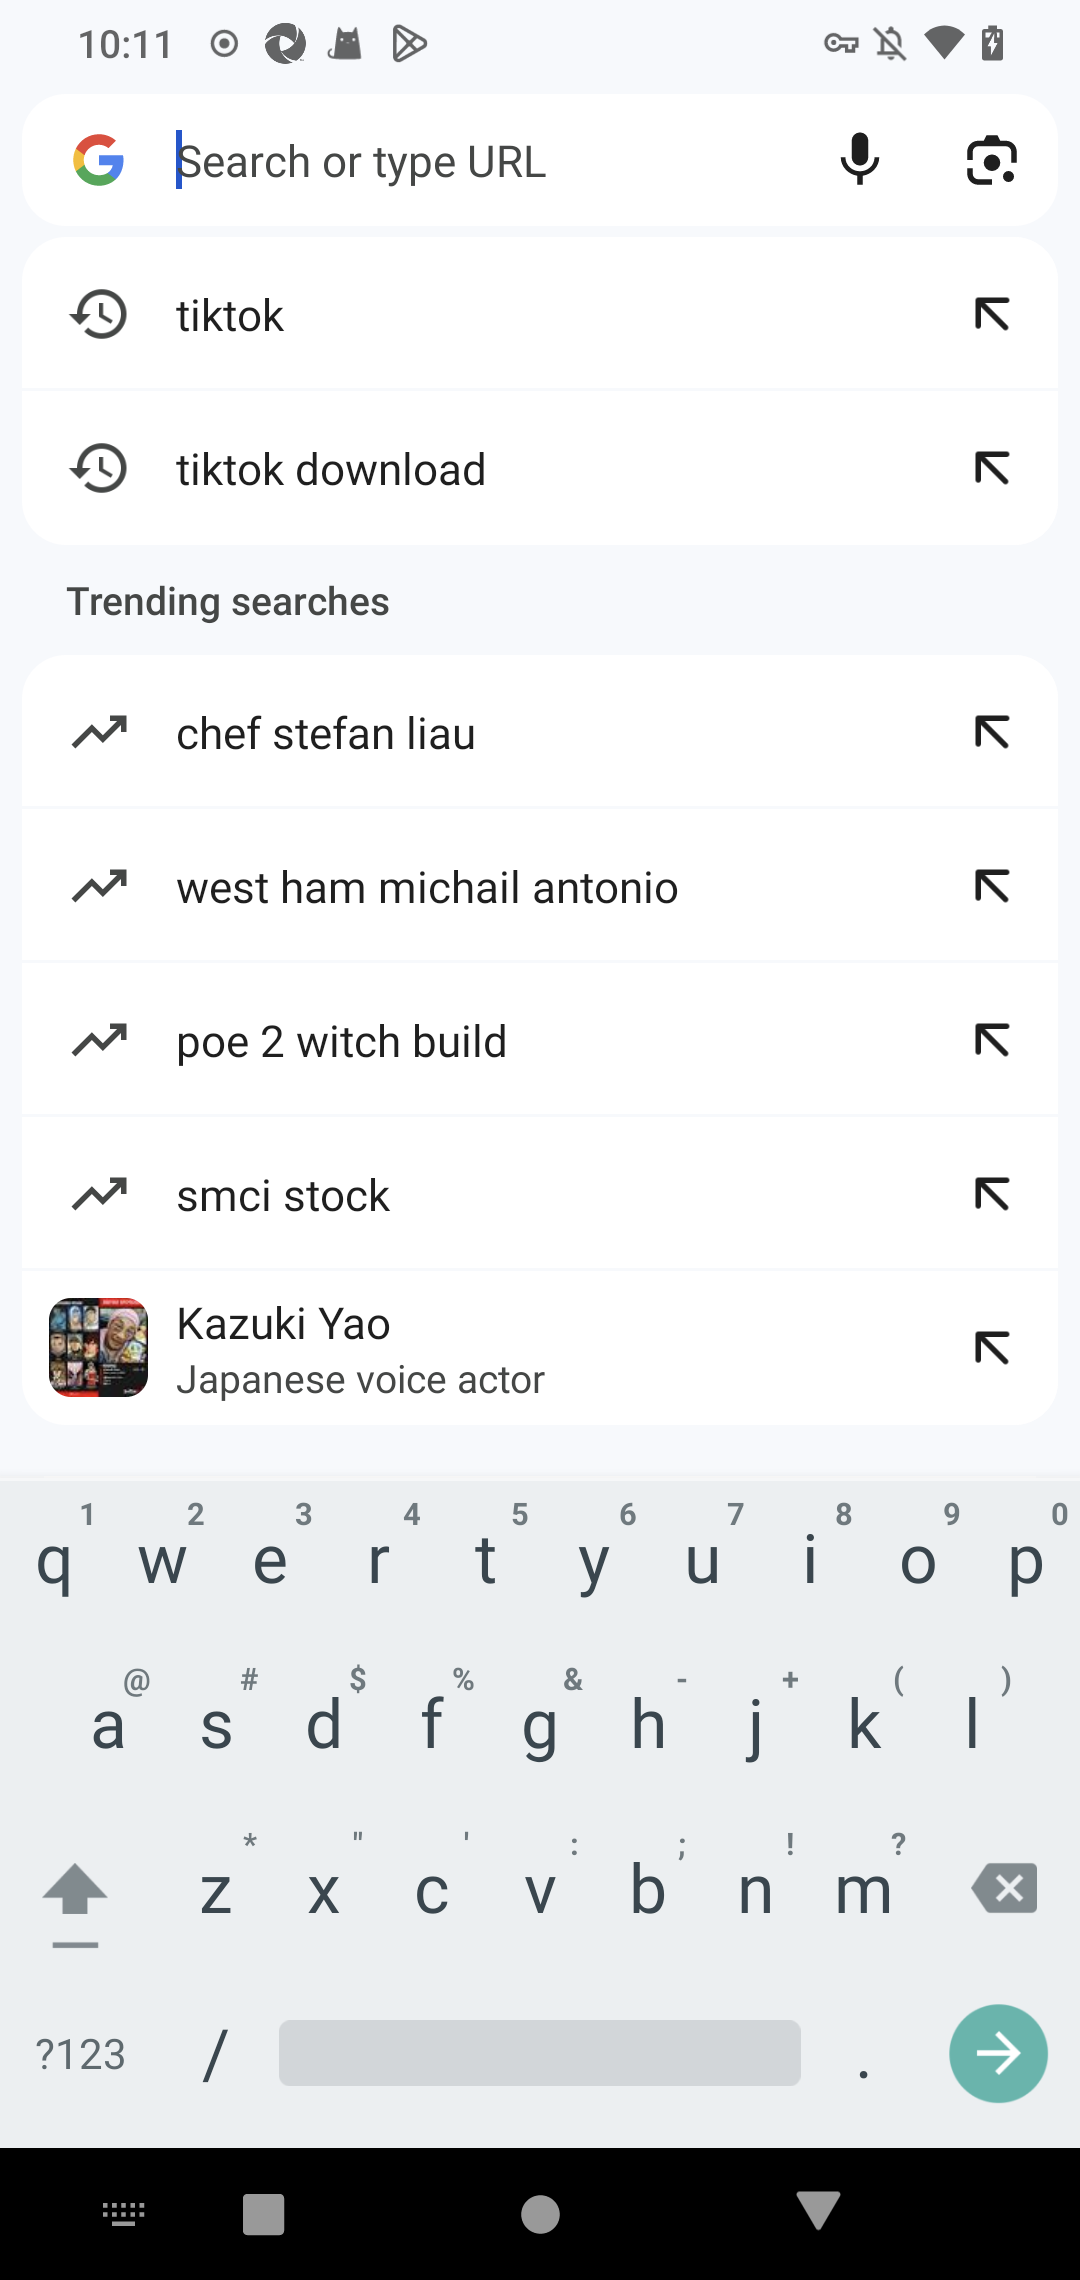 10:11
Search or type URL
tiktok
tiktok download
Trending searches
chef stefan liau
west ham michail antonio
poe 2 witch build
smci stock
Kazuki Yao
Japanese voice actor
1 2 3 4 5 6 7 8 9 0
q w e r t y u i o p
@ # $ % & - + ( )
a s d f g h j k l
* " ' : ; ! ?
z x c v b n m
?123 / .